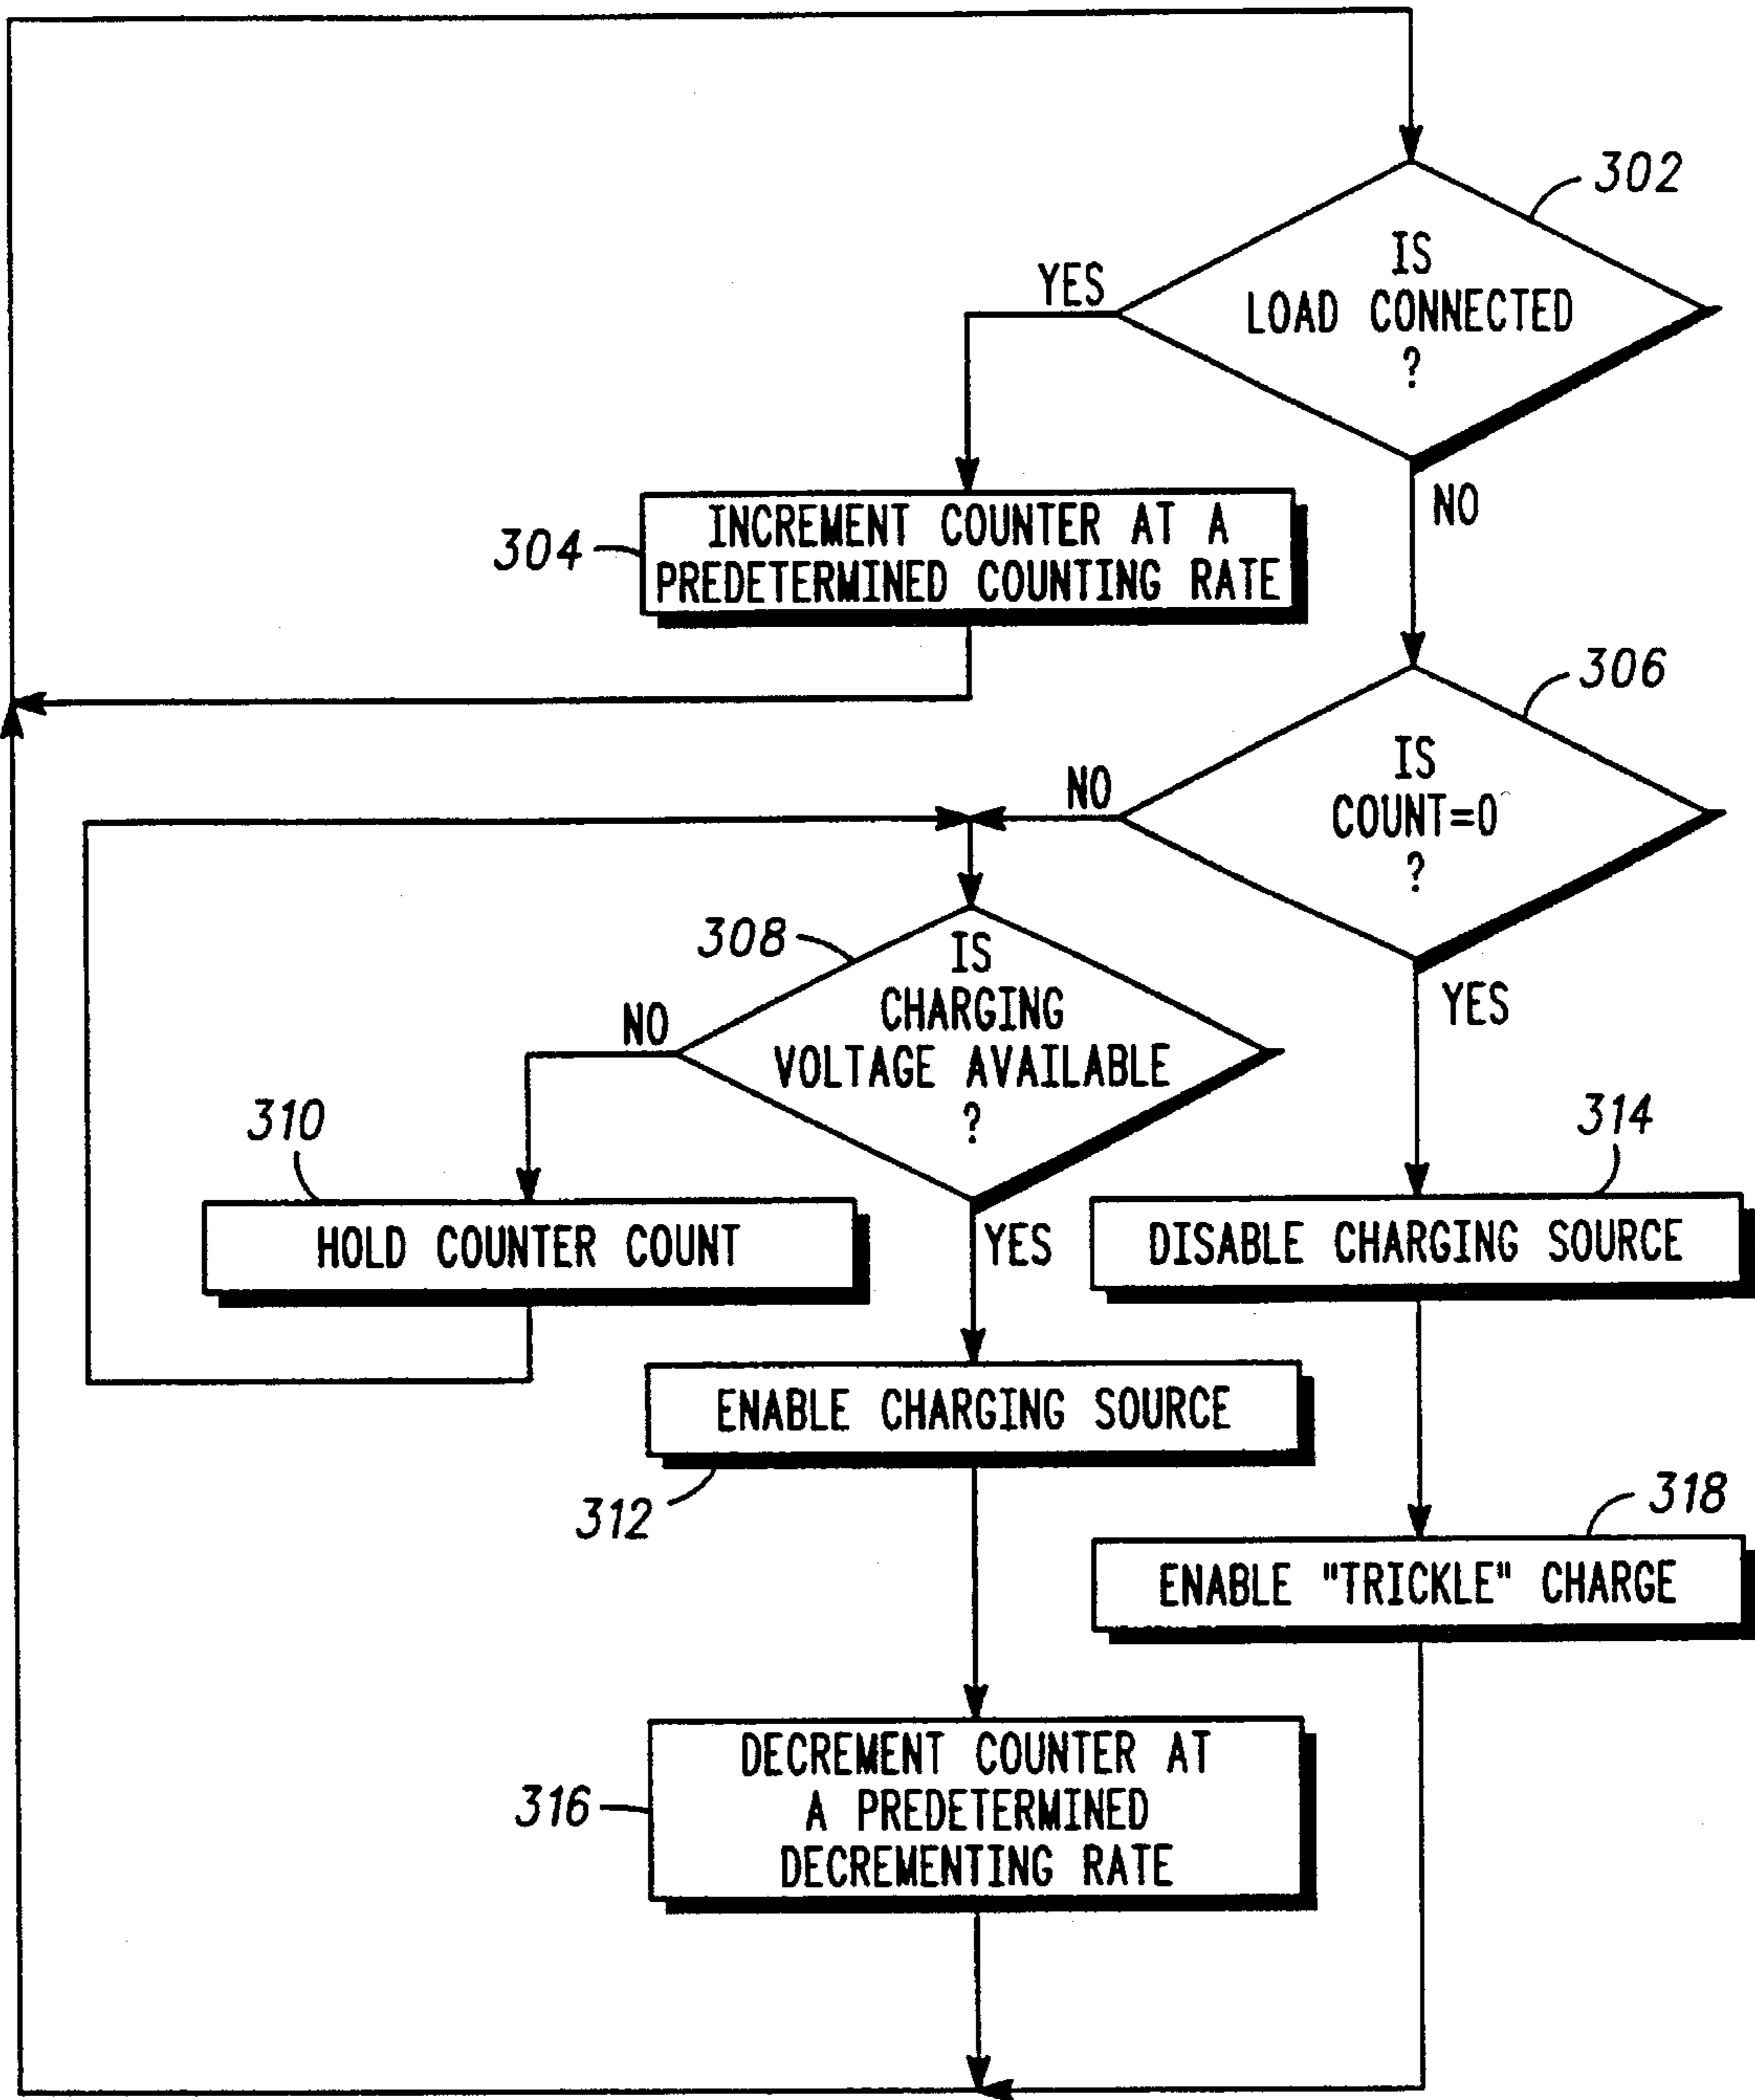 302
IS
LOAD CONNECTED
?
YES
NO
304
INCREMENT COUNTER AT A
PREDETERMINED COUNTING RATE
306
IS
COUNT=0
?
NO
YES
308
IS
CHARGING
VOLTAGE AVAILABLE
?
NO
YES
310
HOLD COUNTER COUNT
314
DISABLE CHARGING SOURCE
ENABLE CHARGING SOURCE
312
318
ENABLE "TRICKLE" CHARGE
316
DECREMENT COUNTER AT
A PREDETERMINED
DECREMENTING RATE